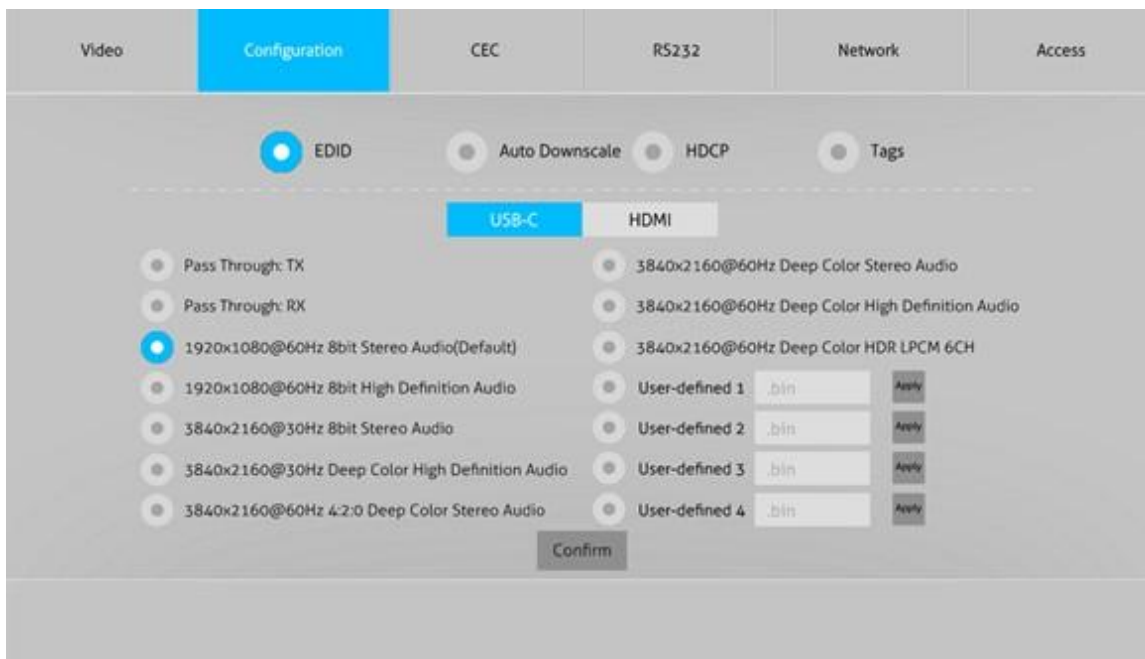 Video Configuration CEC RS232 Network Access
EDID Auto Downscale HDCP Tags
USB-C HDMI
Pass Through: TX
Pass Through: RX
1920x1080@60Hz 8bit Stereo Audio(Default)
1920x1080@60Hz 8bit High Definition Audio
3840x2160@30Hz 8bit Stereo Audio
3840x2160@30Hz Deep Color High Definition Audio
3840x2160@60Hz 4:2:0 Deep Color Stereo Audio
3840x2160@60Hz Deep Color Stereo Audio
3840x2160@60Hz Deep Color High Definition Audio
3840x2160@60Hz Deep Color HDR LPCM 6CH
User-defined 1 .bin Apply
User-defined 2 .bin Apply
User-defined 3 .bin Apply
User-defined 4 .bin Apply
Confirm